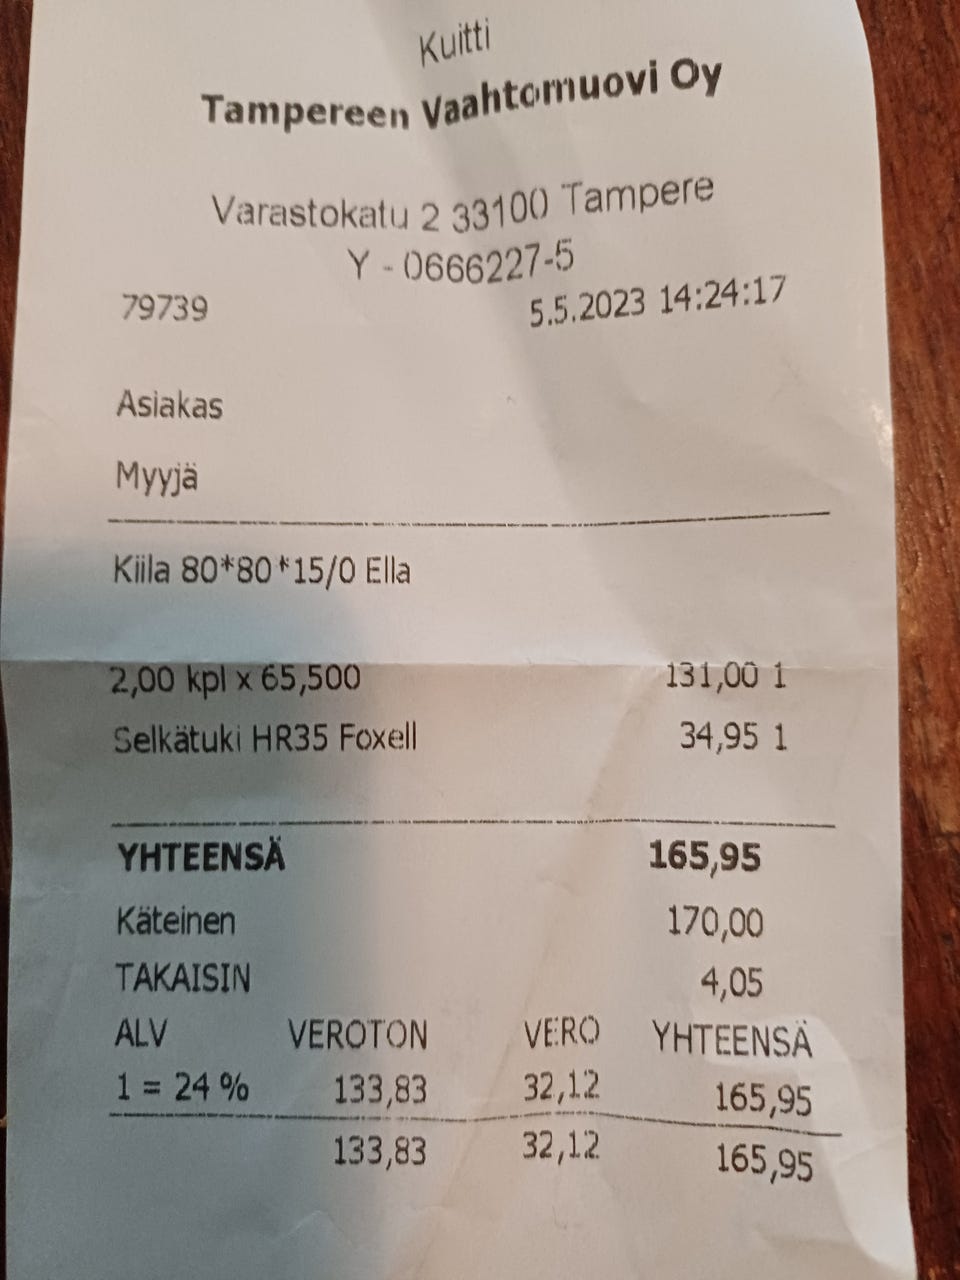 Kuitti
Tampereen Vaahtomuovi Oy
Varastokatu 2 33100 Tampere
Y - 0666227-5
79739 5.5.2023 14:24:17
Asiakas
Myyjä
Kiila 80*80*15/0 Ella
2,00 kpl x 65,500 131,00 1
Selkätuki HR35 Foxell 34,95 1
YHTEENSÄ 165,95
Käteinen 170,00
TAKAISIN 4,05
ALV VEROTON VERO YHTEENSÄ
1 = 24 % 133,83 32,12 165,95
133,83 32,12 165,95